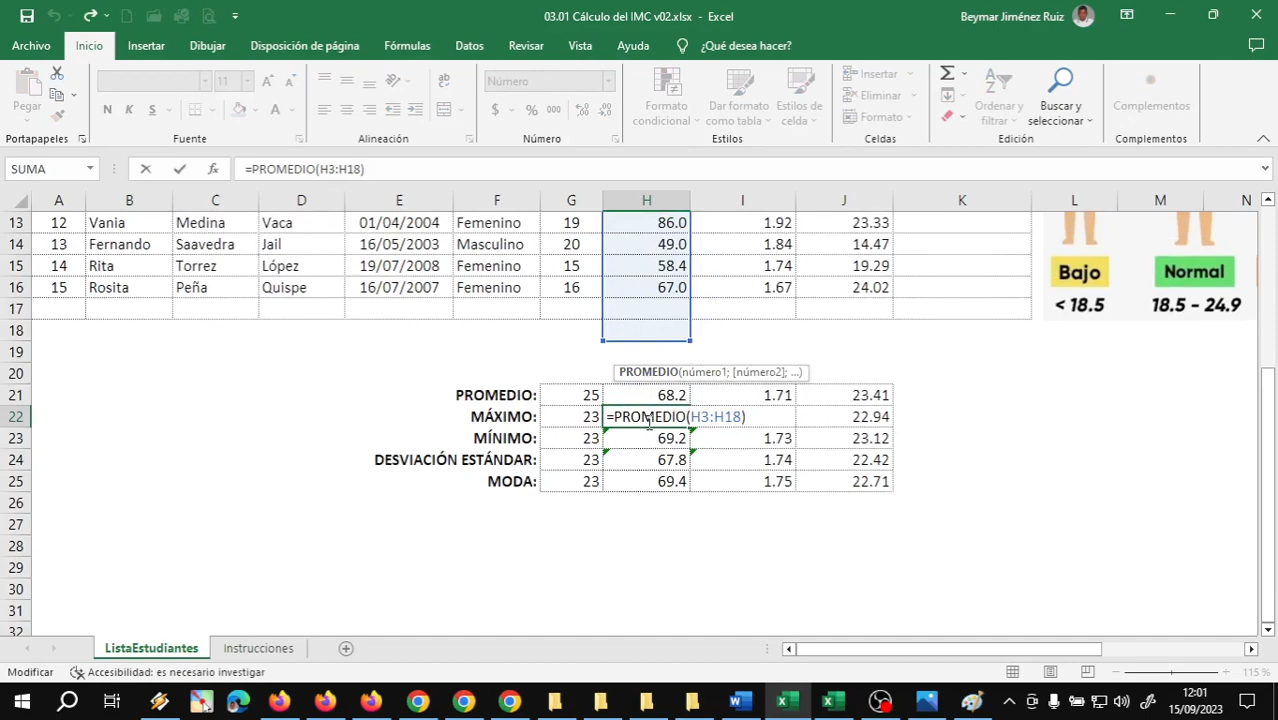 03.01 Cálculo del IMC v02.xlsx - Excel
Beymar Jiménez Ruiz
Archivo Inicio Insertar Dibujar Disposición de página Fórmulas Datos Revisar Vista Ayuda ¿Qué desea hacer?
11 Número Insertar
Pegar Formato condicional Dar formato como tabla Estilos de celda Eliminar Ordenar y filtrar Buscar y seleccionar Complementos
N K S $ % 000 Formato
Portapapeles Fuente Alineación Número Estilos Celdas Edición Complementos
SUMA =PROMEDIO(H3:H18)
A B C D E F G H I J K L M N
13 12 Vania Medina Vaca 01/04/2004 Femenino 19 86.0 1.92 23.33
14 13 Fernando Saavedra Jail 16/05/2003 Masculino 20 49.0 1.84 14.47
15 14 Rita Torrez López 19/07/2008 Femenino 15 58.4 1.74 19.29 Bajo Normal
16 15 Rosita Peña Quispe 16/07/2007 Femenino 16 67.0 1.67 24.02 < 18.5 18.5 - 24.9
17
18
19
20 PROMEDIO(número1; [número2]; ...)
21 PROMEDIO: 25 68.2 1.71 23.41
22 MÁXIMO: 23 =PROMEDIO(H3:H18) 22.94
23 MÍNIMO: 23 69.2 1.73 23.12
24 DESVIACIÓN ESTÁNDAR: 23 67.8 1.74 22.42
25 MODA: 23 69.4 1.75 22.71
26
27
28
29
30
31
32
ListaEstudiantes Instrucciones
Modificar Accesibilidad: es necesario investigar 115 %
12:01
15/09/2023